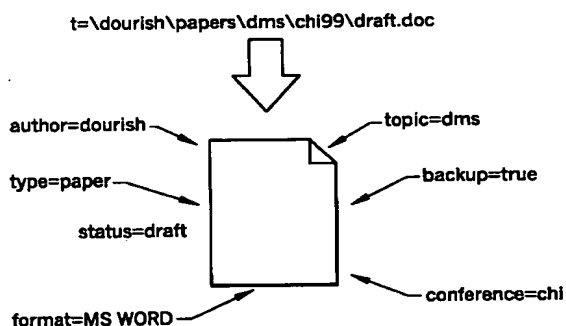 t=\dourish\papers\dms\chi99\draft.doc
author=dourish
topic=dms
type=paper
backup=true
status=draft
conference=chi
format=MS WORD